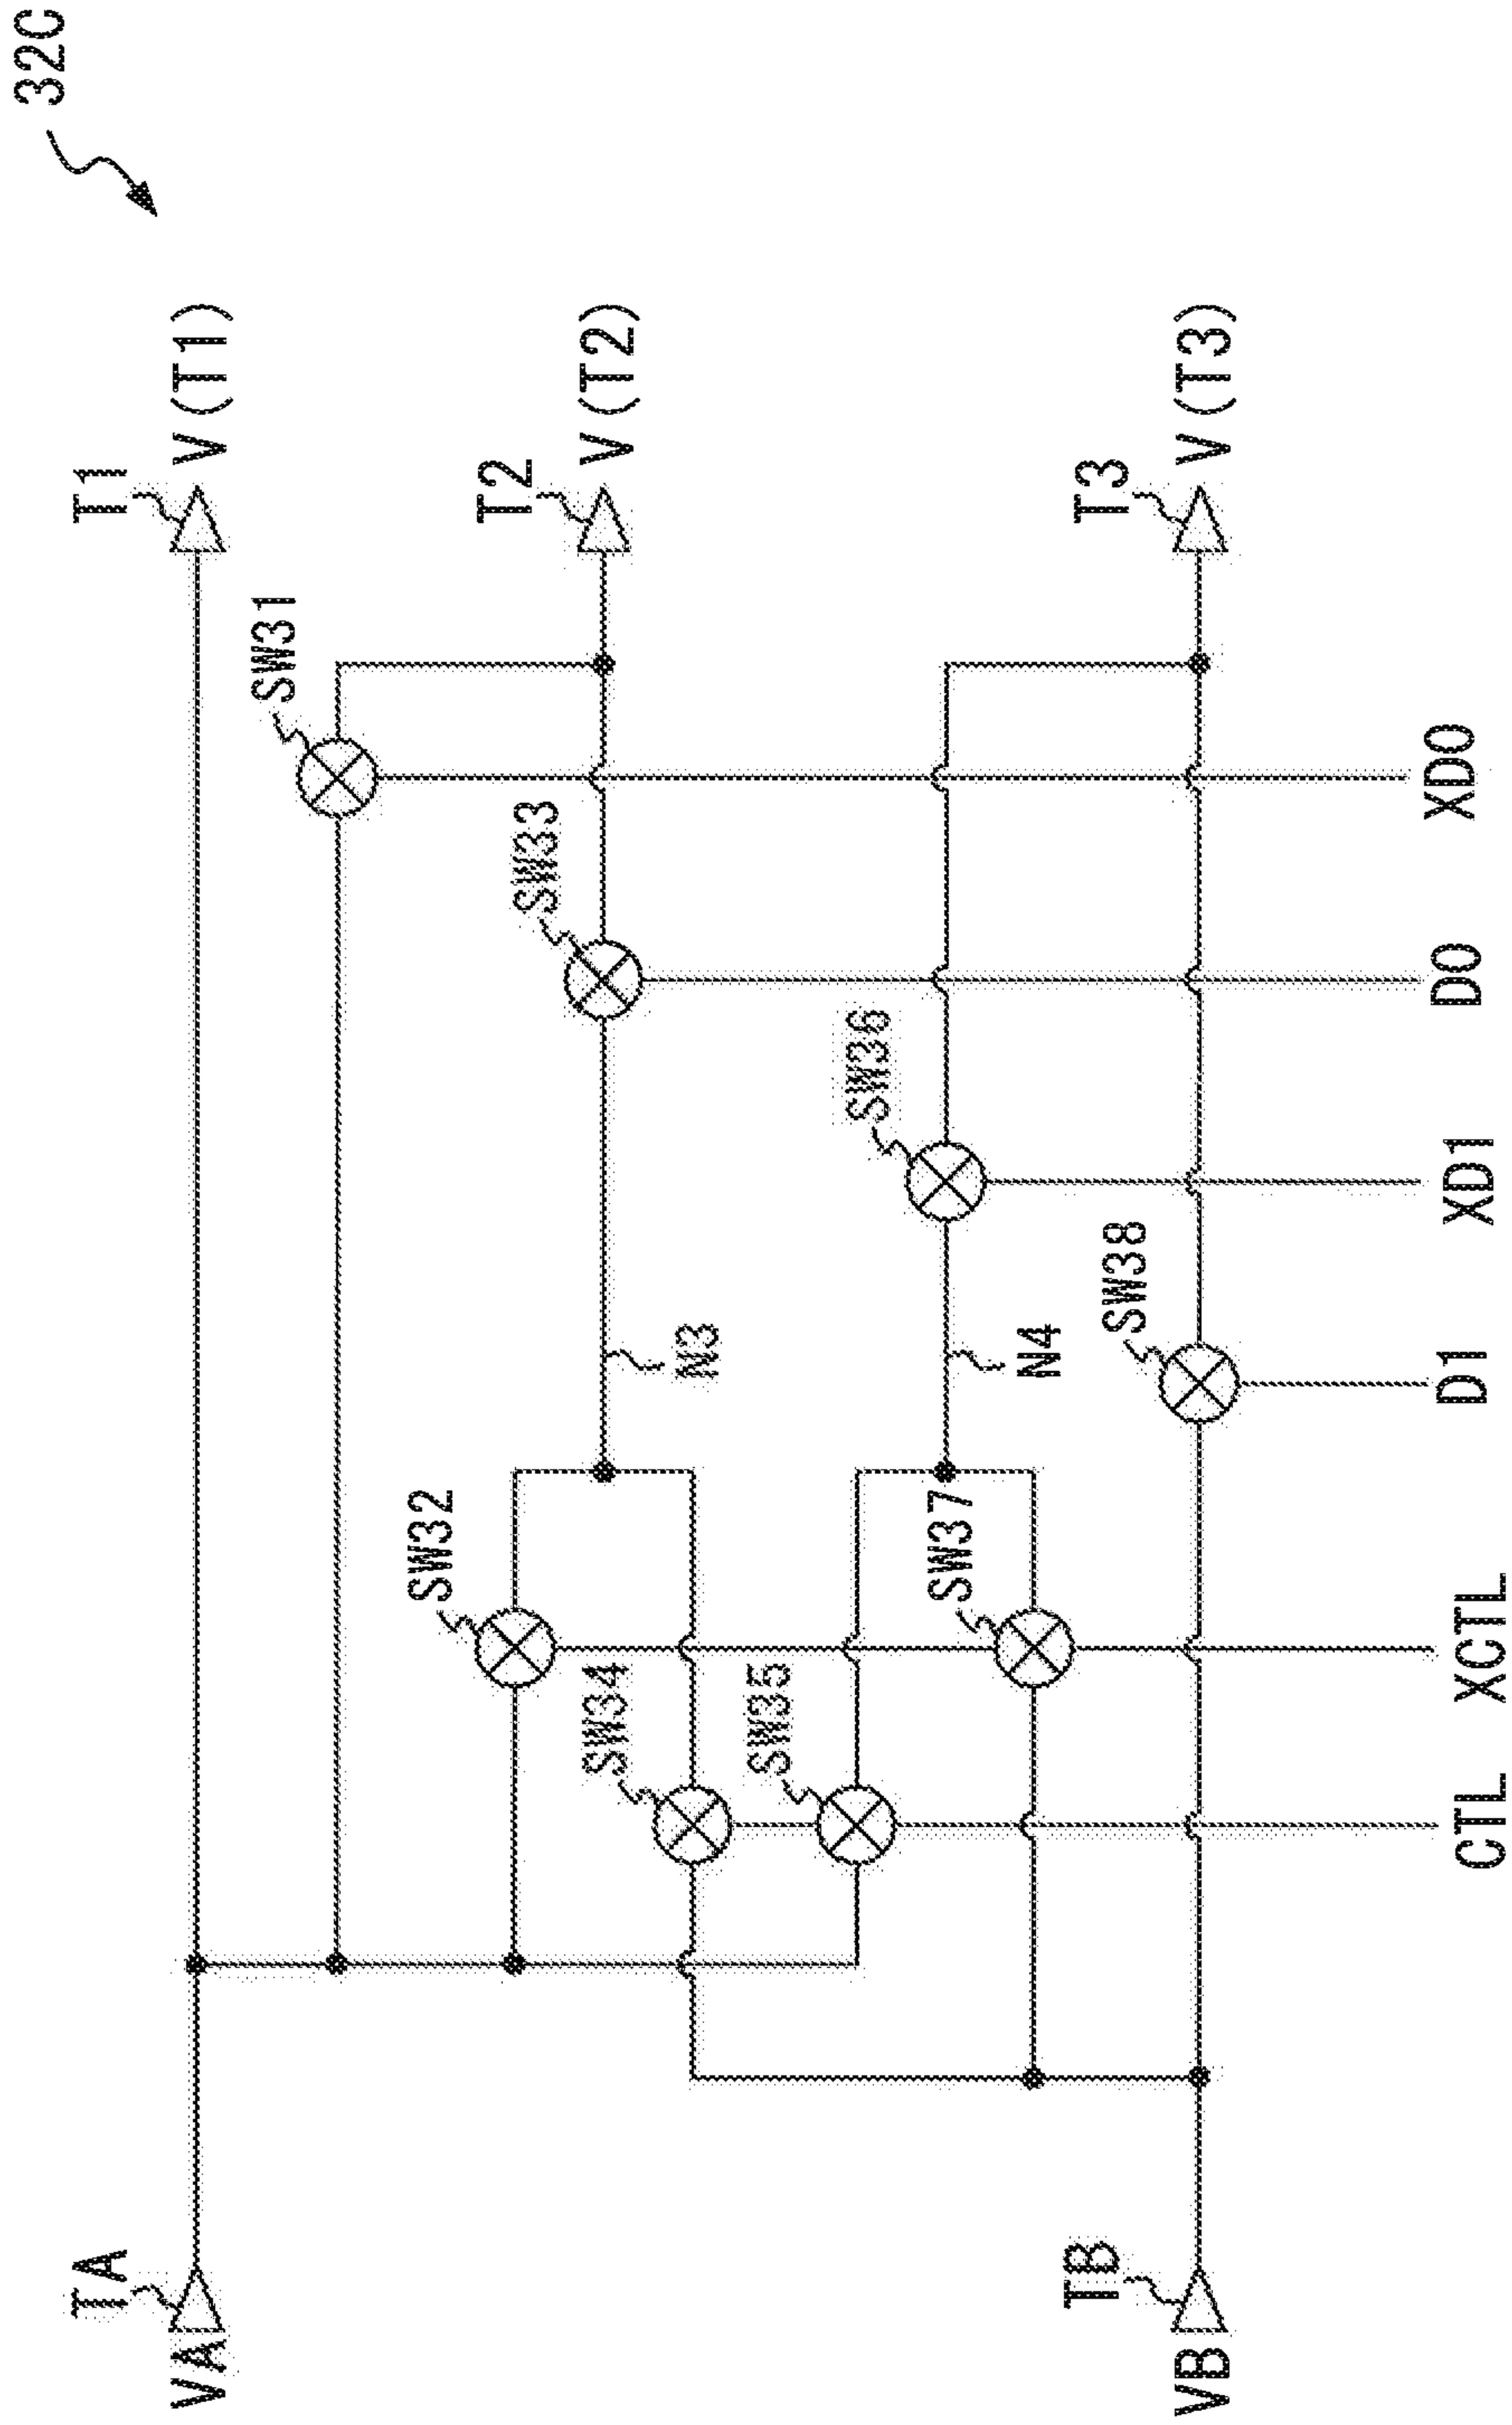 32C
TA
VA
T1
V(T1)
SW31
SW32
SW33
T2
V(T2)
SW34
N3
SW35
SW36
SW37
N4
TB
VB
SW38
T3
V(T3)
CTL
XCTL
D1
XD1
D0
XD0